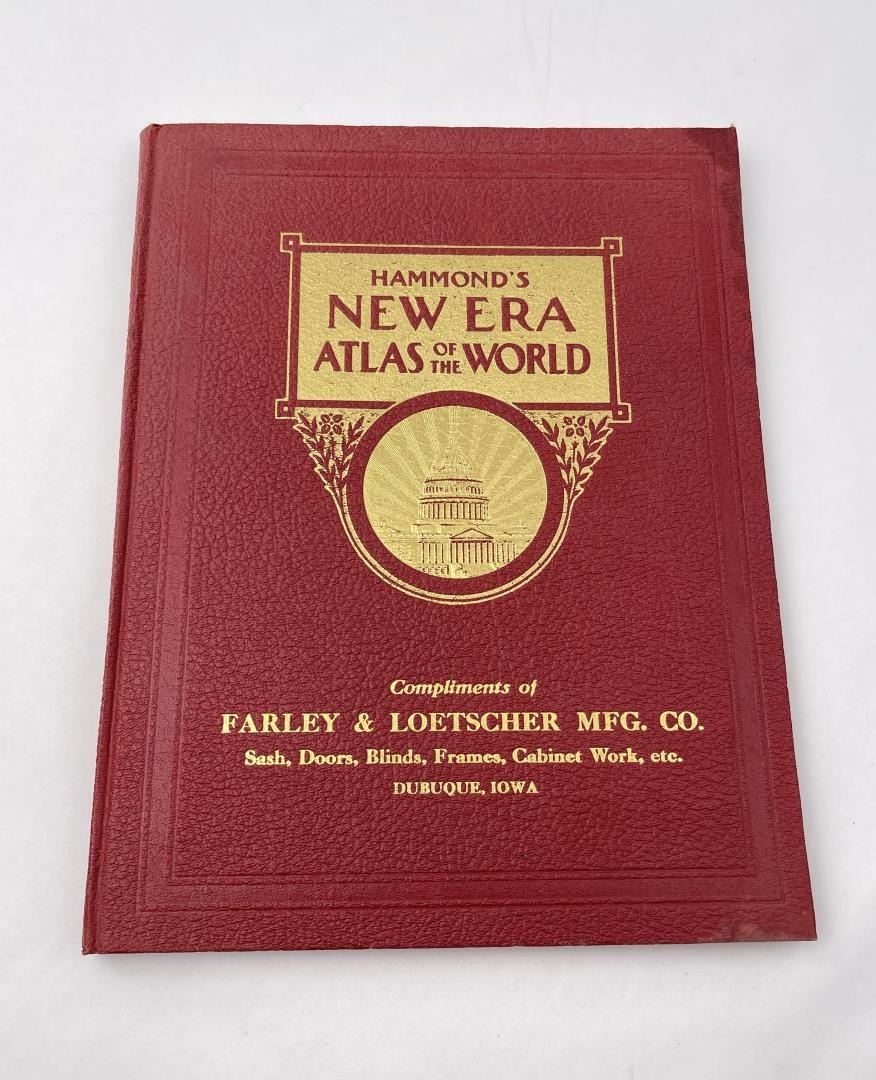 HAMMOND'S
NEW ERA
ATLAS OF THE WORLD
Compliments of
FARLEY & LOETSCHER MFG. CO.
Sash, Doors, Blinds, Frames, Cabinet Work, etc.
DUBUQUE, IOWA